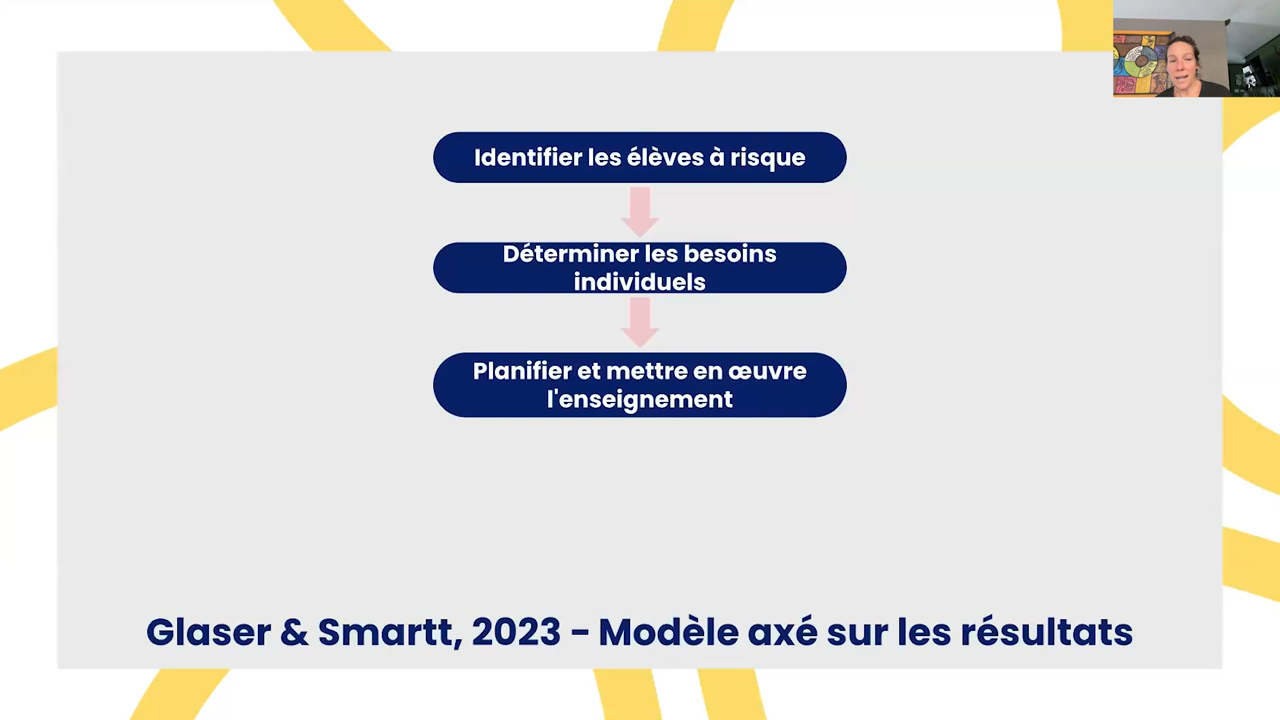 Identifier les élèves à risque
Déterminer les besoins
individuels
Planifier et mettre en œuvre
l'enseignement
Glaser & Smartt, 2023 - Modèle axé sur les résultats